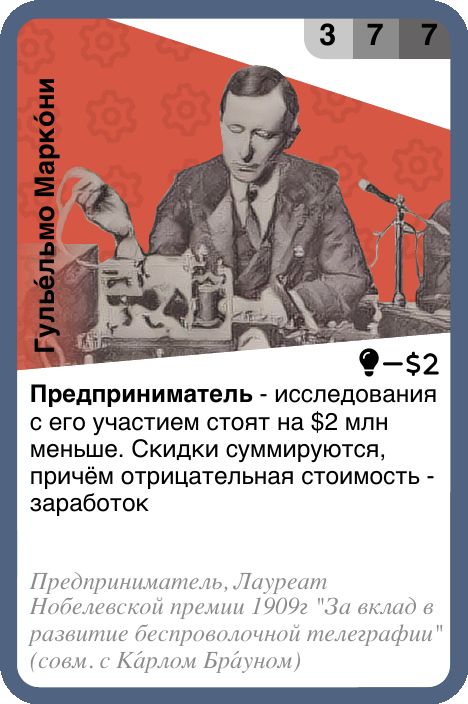 3 7 7
Гулье́льмо Марко́ни
–$2
Предприниматель - исследования
с его участием стоят на $2 млн
меньше. Скидки суммируются,
причём отрицательная стоимость -
заработок
Предприниматель, Лауреат
Нобелевской премии 1909г "За вклад в
развитие беспроволочной телеграфии"
(совм. с Ка́рлом Бра́уном)